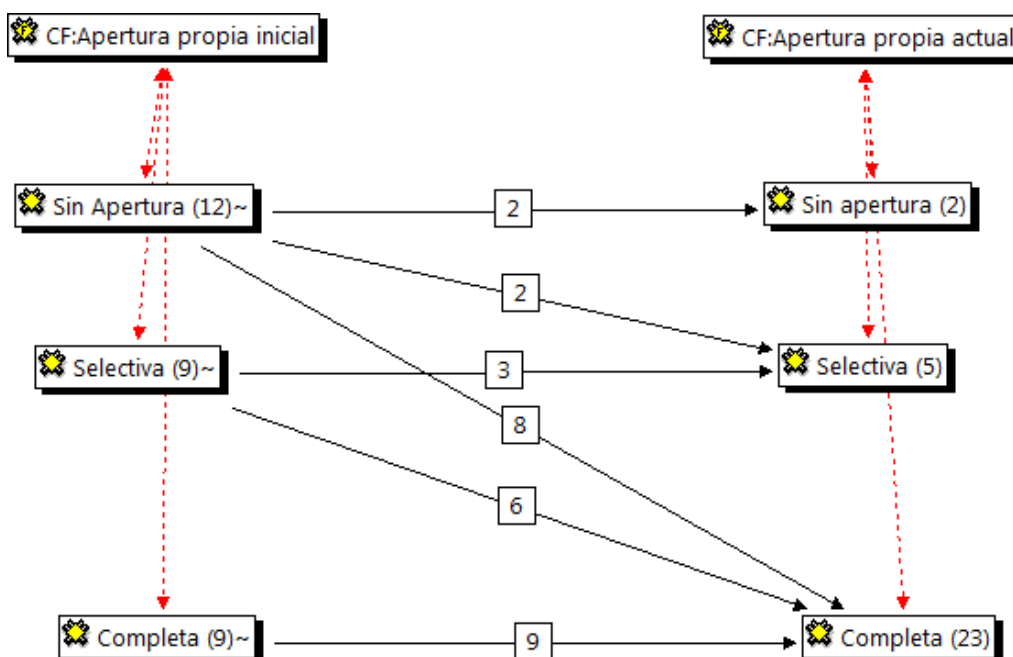 CF:Apertura propia inicial
CF:Apertura propia actual
Sin Apertura (12)~
2
Sin apertura (2)
2
Selectiva (9)~
3
Selectiva (5)
8
6
Completa (9)~
9
Completa (23)